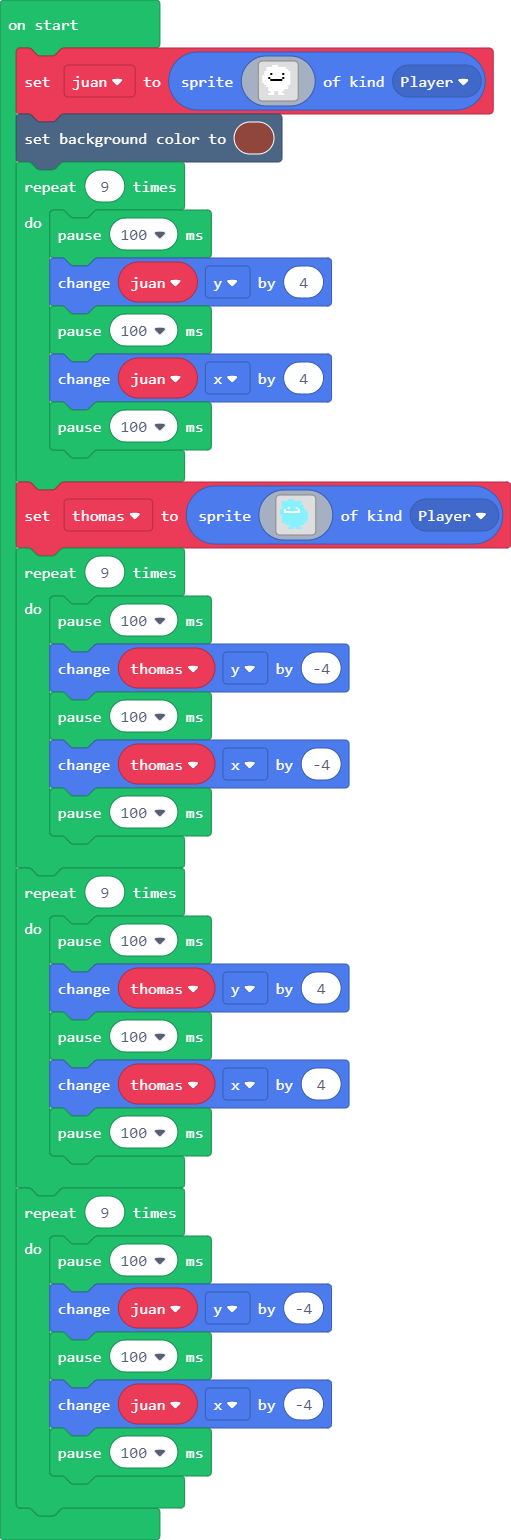 on start
set juan to sprite of kind Player
set background color to
repeat 9 times
do
pause 100 ms
change juan y by 4
pause 100 ms
change juan x by 4
pause 100 ms
set thomas to sprite of kind Player
repeat 9 times
do
pause 100 ms
change thomas y by -4
pause 100 ms
change thomas x by -4
pause 100 ms
repeat 9 times
do
pause 100 ms
change thomas y by 4
pause 100 ms
change thomas x by 4
pause 100 ms
repeat 9 times
do
pause 100 ms
change juan y by -4
pause 100 ms
change juan x by -4
pause 100 ms